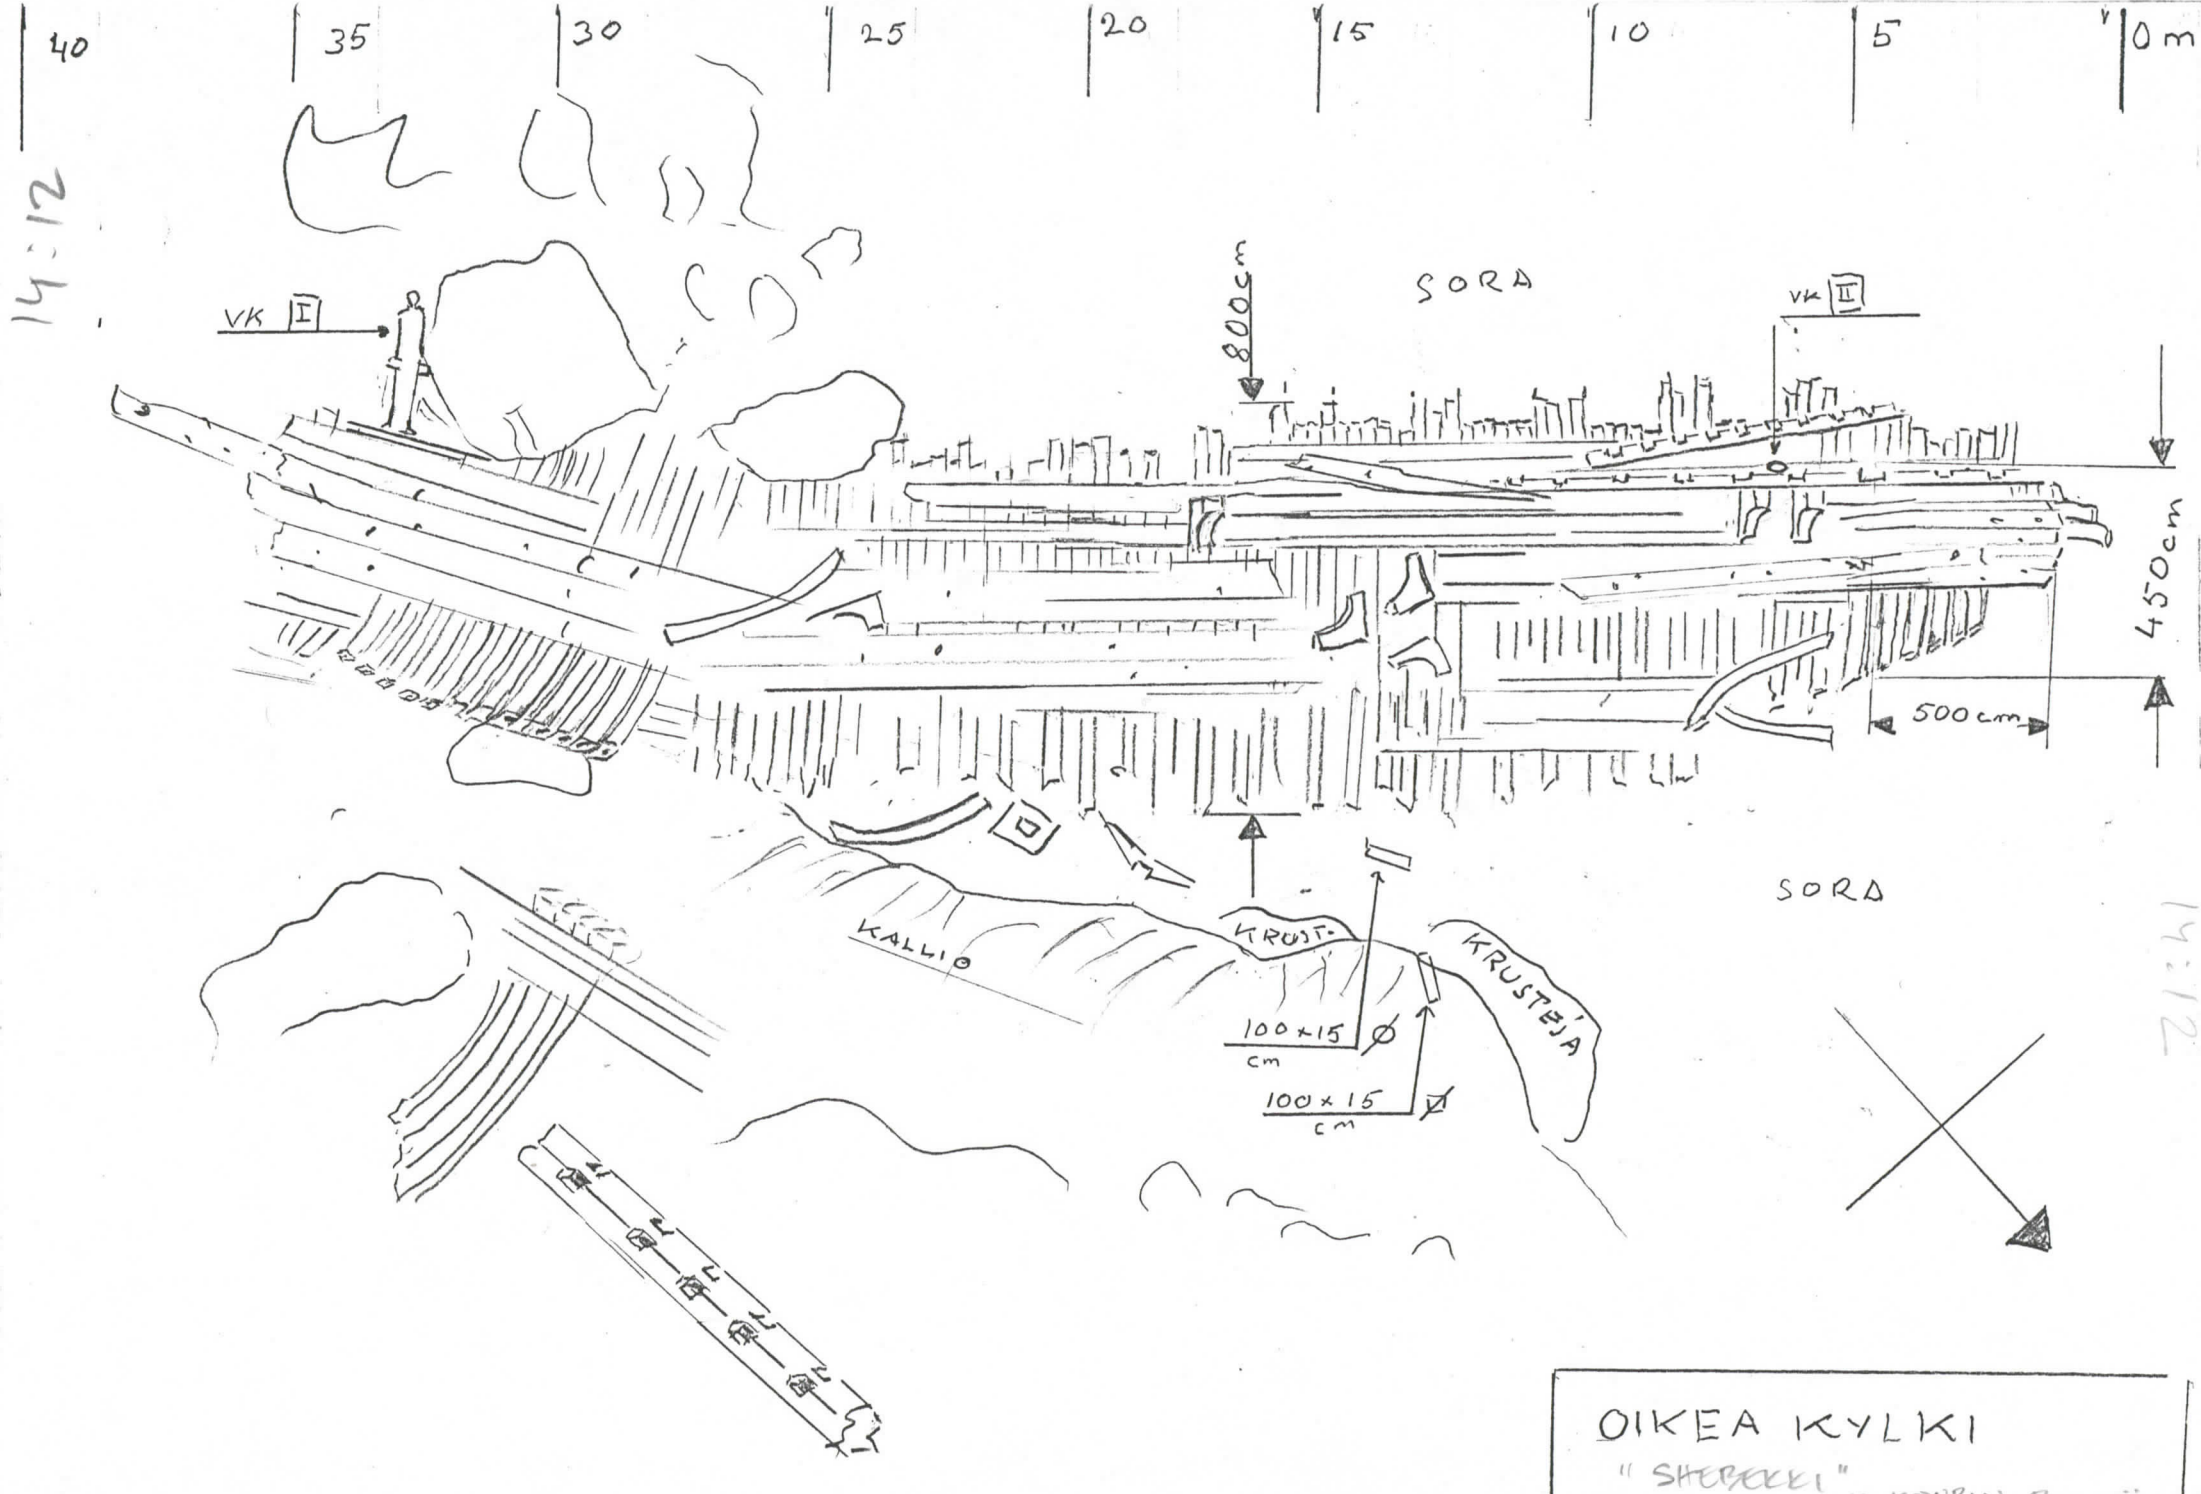 40 35 30 25 20 15 10 5 0 m
14:12
SORA
800cm
VK I
VK II
450cm
500cm
SORA
KALLIO
KRUST.
KRUSTEJA
100 x 15 Ø
cm
100 x 15
cm
14:12
OIKEA KYLKI
"SHEBEKKI"